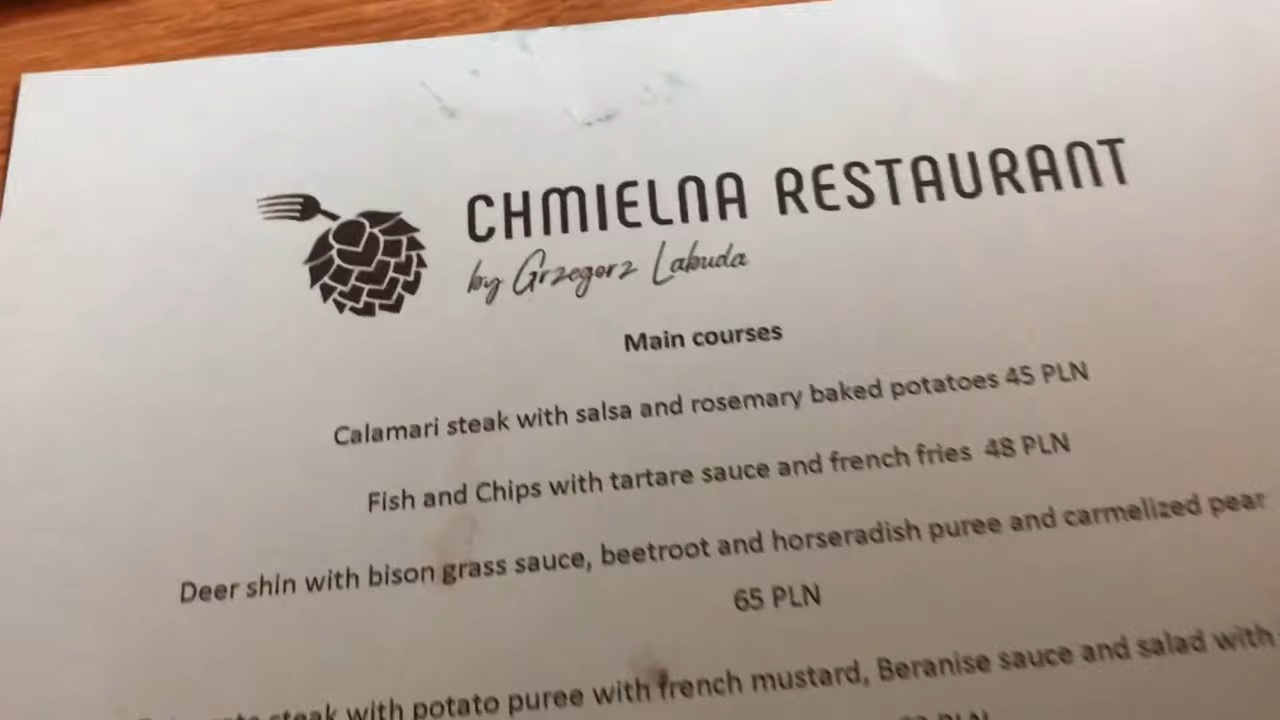 CHMIELNA RESTAURANT
by Grzegorz Labuda
Main courses
Calamari steak with salsa and rosemary baked potatoes 45 PLN
Fish and Chips with tartare sauce and french fries 48 PLN
Deer shin with bison grass sauce, beetroot and horseradish puree and carmelized pear
65 PLN
steak with potato puree with french mustard, Beranise sauce and salad with
PLN